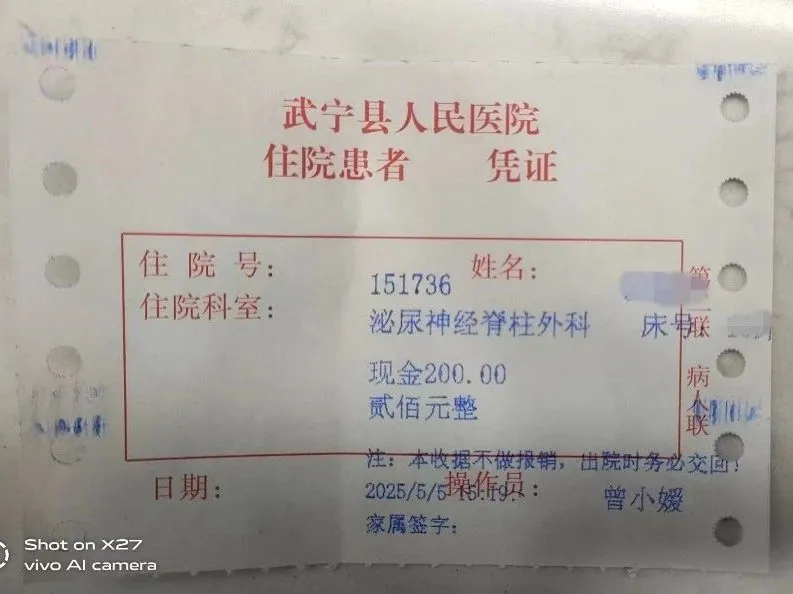 武宁县人民医院
住院患者 凭证
住院号： 151736 姓名：
住院科室： 泌尿神经脊柱外科 床号
现金200.00
贰佰元整
第一联 病人联
注：本收据不做报销，出院时务必交回！
日期： 2025/5/5 15:19 操作员： 曾小嫒
家属签字：
Shot on X27
vivo AI camera